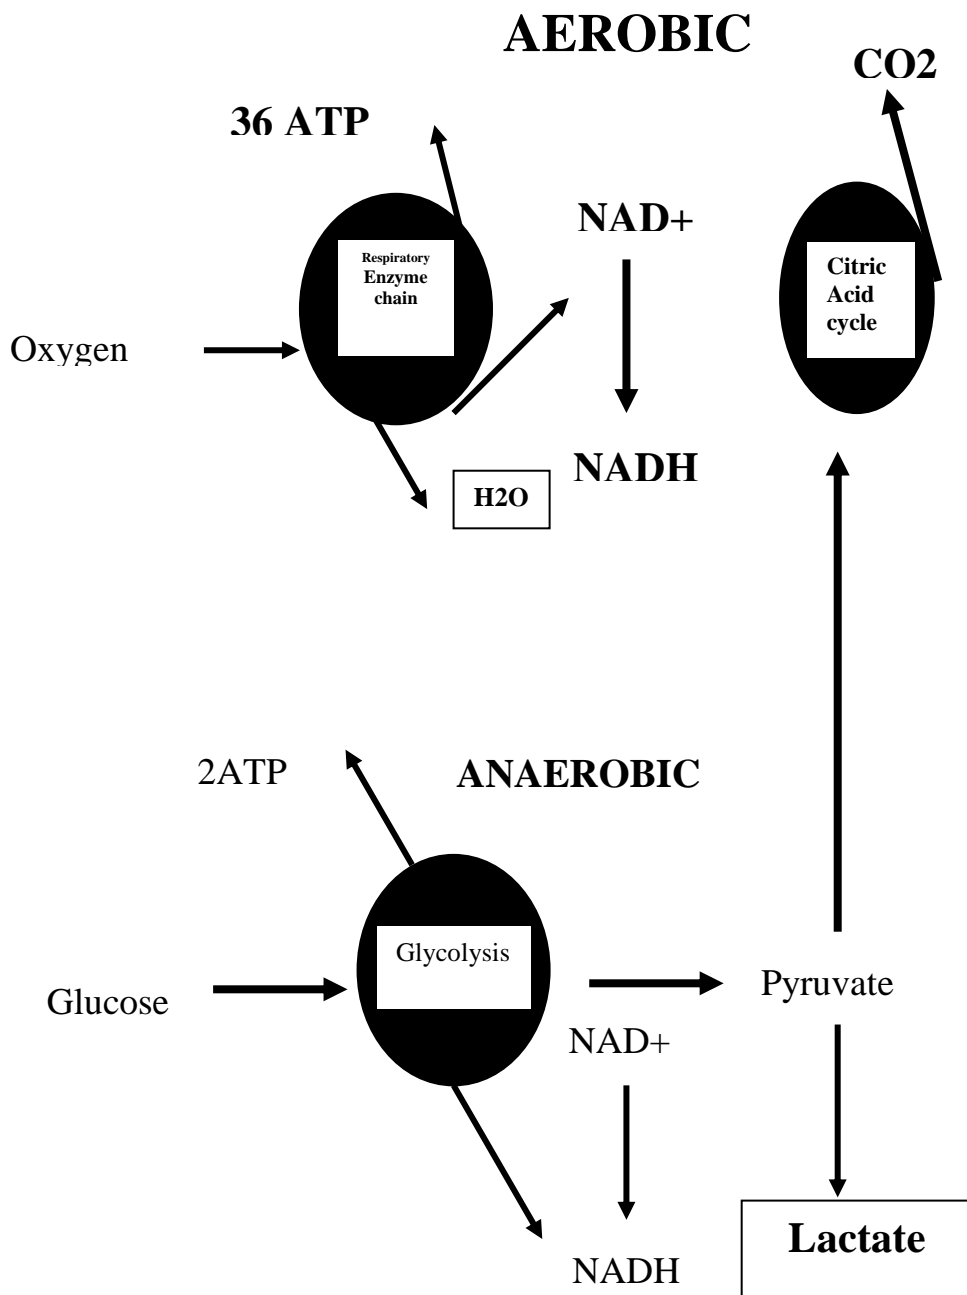 AEROBIC
CO2
36 ATP
NAD+
Respiratory
Enzyme
chain
Citric
Acid
cycle
Oxygen
NADH
H2O
2ATP
ANAEROBIC
Glycolysis
Pyruvate
Glucose
NAD+
Lactate
NADH